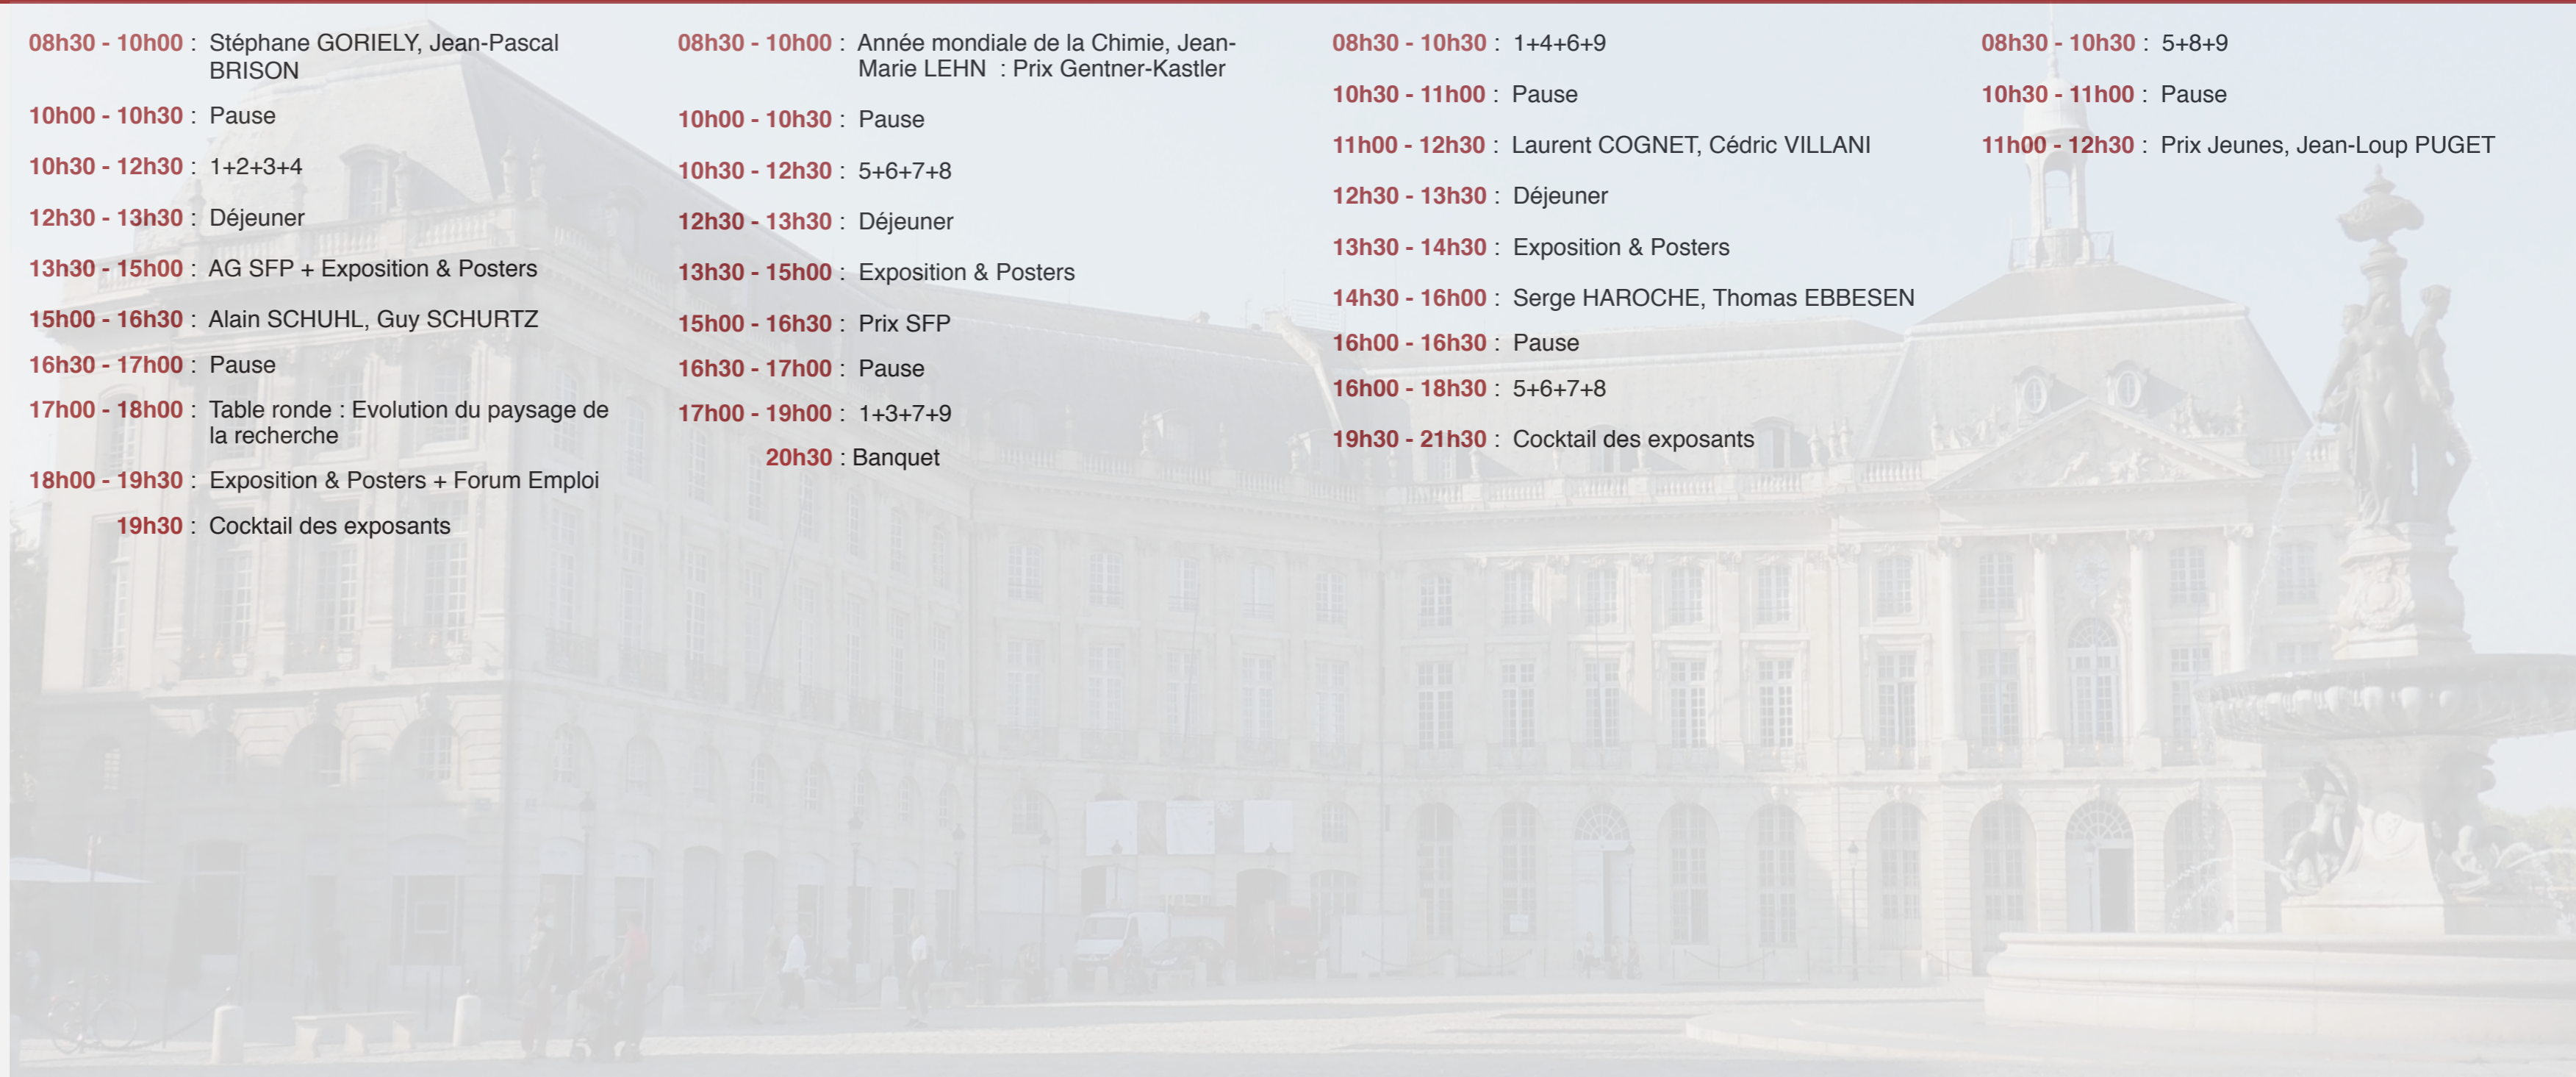 08h30 - 10h00 : Stéphane GORIELY, Jean-Pascal
BRISON
10h00 - 10h30 : Pause
10h30 - 12h30 : 1+2+3+4
12h30 - 13h30 : Déjeuner
13h30 - 15h00 : AG SFP + Exposition & Posters
15h00 - 16h30 : Alain SCHUHL, Guy SCHURTZ
16h30 - 17h00 : Pause
17h00 - 18h00 : Table ronde : Evolution du paysage de
la recherche
18h00 - 19h30 : Exposition & Posters + Forum Emploi
19h30 : Cocktail des exposants
08h30 - 10h00 : Année mondiale de la Chimie, Jean-
Marie LEHN : Prix Gentner-Kastler
10h00 - 10h30 : Pause
10h30 - 12h30 : 5+6+7+8
12h30 - 13h30 : Déjeuner
13h30 - 15h00 : Exposition & Posters
15h00 - 16h30 : Prix SFP
16h30 - 17h00 : Pause
17h00 - 19h00 : 1+3+7+9
20h30 : Banquet
08h30 - 10h30 : 1+4+6+9
10h30 - 11h00 : Pause
11h00 - 12h30 : Laurent COGNET, Cédric VILLANI
12h30 - 13h30 : Déjeuner
13h30 - 14h30 : Exposition & Posters
14h30 - 16h00 : Serge HAROCHE, Thomas EBBESEN
16h00 - 16h30 : Pause
16h00 - 18h30 : 5+6+7+8
19h30 - 21h30 : Cocktail des exposants
08h30 - 10h30 : 5+8+9
10h30 - 11h00 : Pause
11h00 - 12h30 : Prix Jeunes, Jean-Loup PUGET